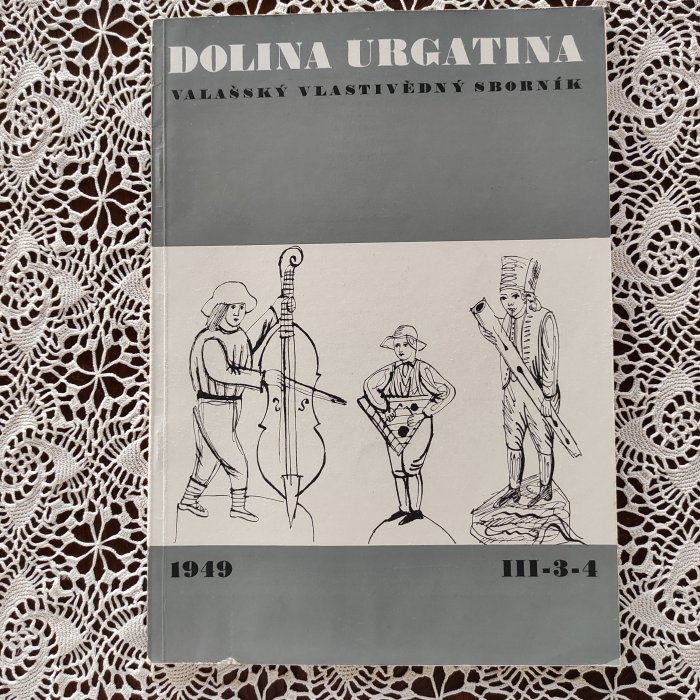 DOLINA URGATINA
VALAŠSKÝ VLASTIVĚDNÝ SBORNÍK
1949 III-3-4